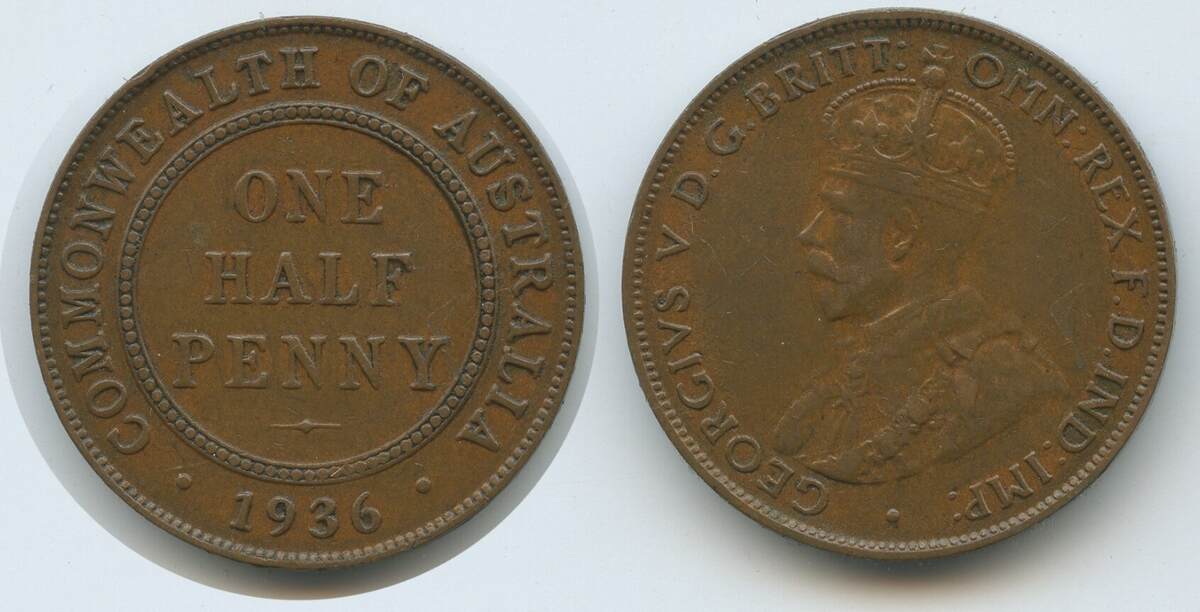 COMMONWEALTH OF AUSTRALIA
ONE
HALF
PENNY
· 1936 ·
GEORGIVS V D.G. BRITT: OMN: REX F.D. IND: IMP: ·